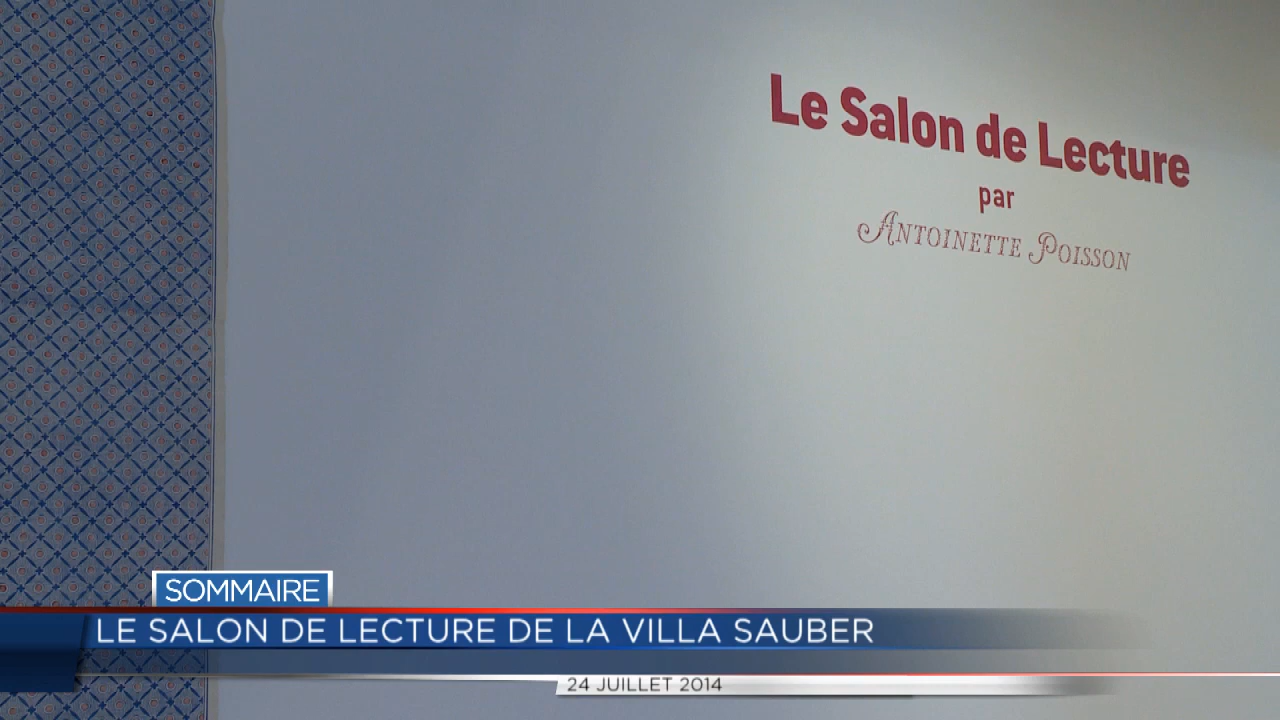 Le Salon de Lecture
par
ANTOINETTE POISSON
SOMMAIRE
LE SALON DE LECTURE DE LA VILLA SAUBER
24 JUILLET 2014